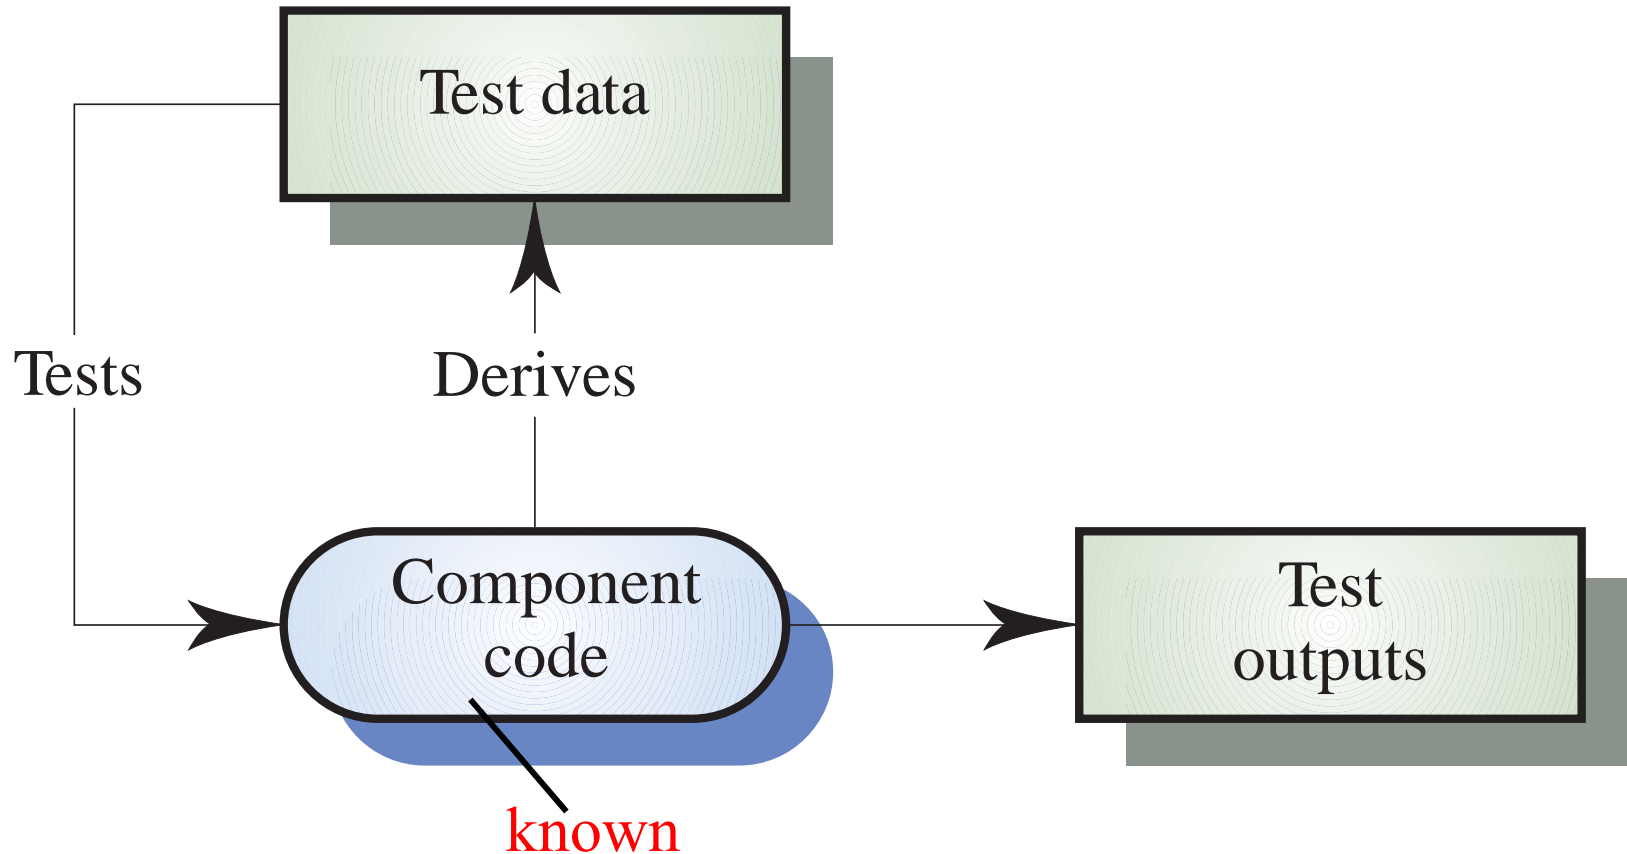 Test data
Tests
Derives
Component
code
Test
outputs
known